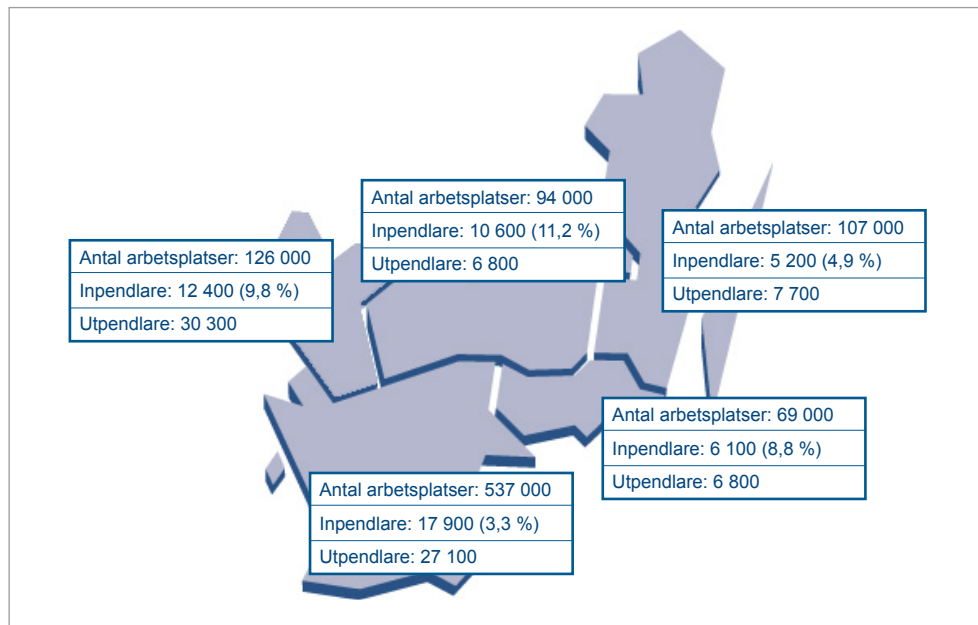 Antal arbetsplatser: 94 000
Inpendlare: 10 600 (11,2 %)
Utpendlare: 6 800
Antal arbetsplatser: 107 000
Inpendlare: 5 200 (4,9 %)
Utpendlare: 7 700
Antal arbetsplatser: 126 000
Inpendlare: 12 400 (9,8 %)
Utpendlare: 30 300
Antal arbetsplatser: 69 000
Inpendlare: 6 100 (8,8 %)
Utpendlare: 6 800
Antal arbetsplatser: 537 000
Inpendlare: 17 900 (3,3 %)
Utpendlare: 27 100